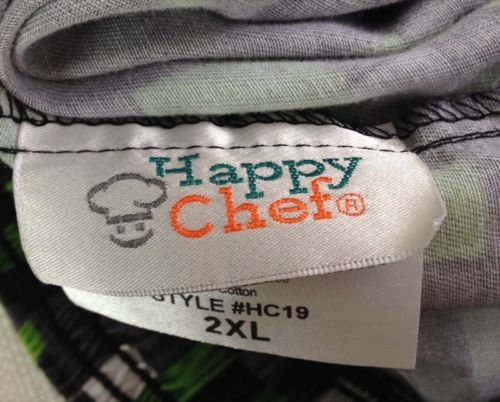 Happy
Chef®
Cotton
STYLE #HC19
2XL